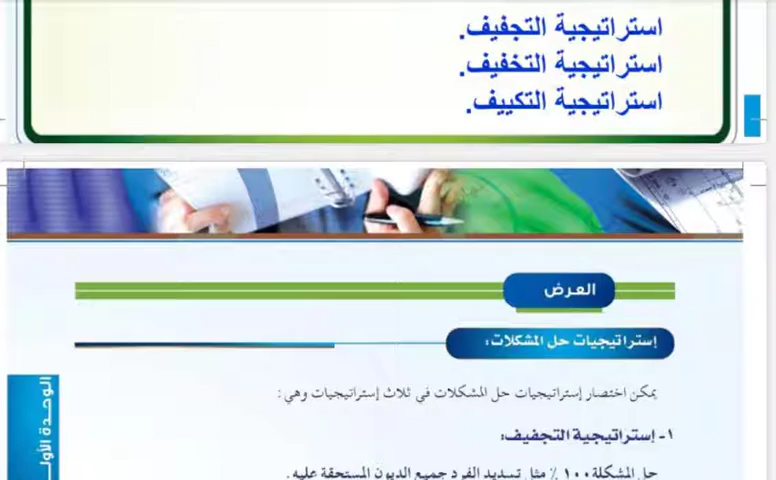 استراتيجية التجفيف.
استراتيجية التخفيف.
استراتيجية التكييف.
العرض
إستراتيجيات حل المشكلات:
يمكن اختصار إستراتيجيات حل المشكلات في ثلاث إستراتيجيات وهي :
١- إستراتيجية التجفيف:
حل المشكلة ١٠٠ ٪ مثل تسديد الفرد جميع الديون المستحقة عليه .
الوحدة الأولـ